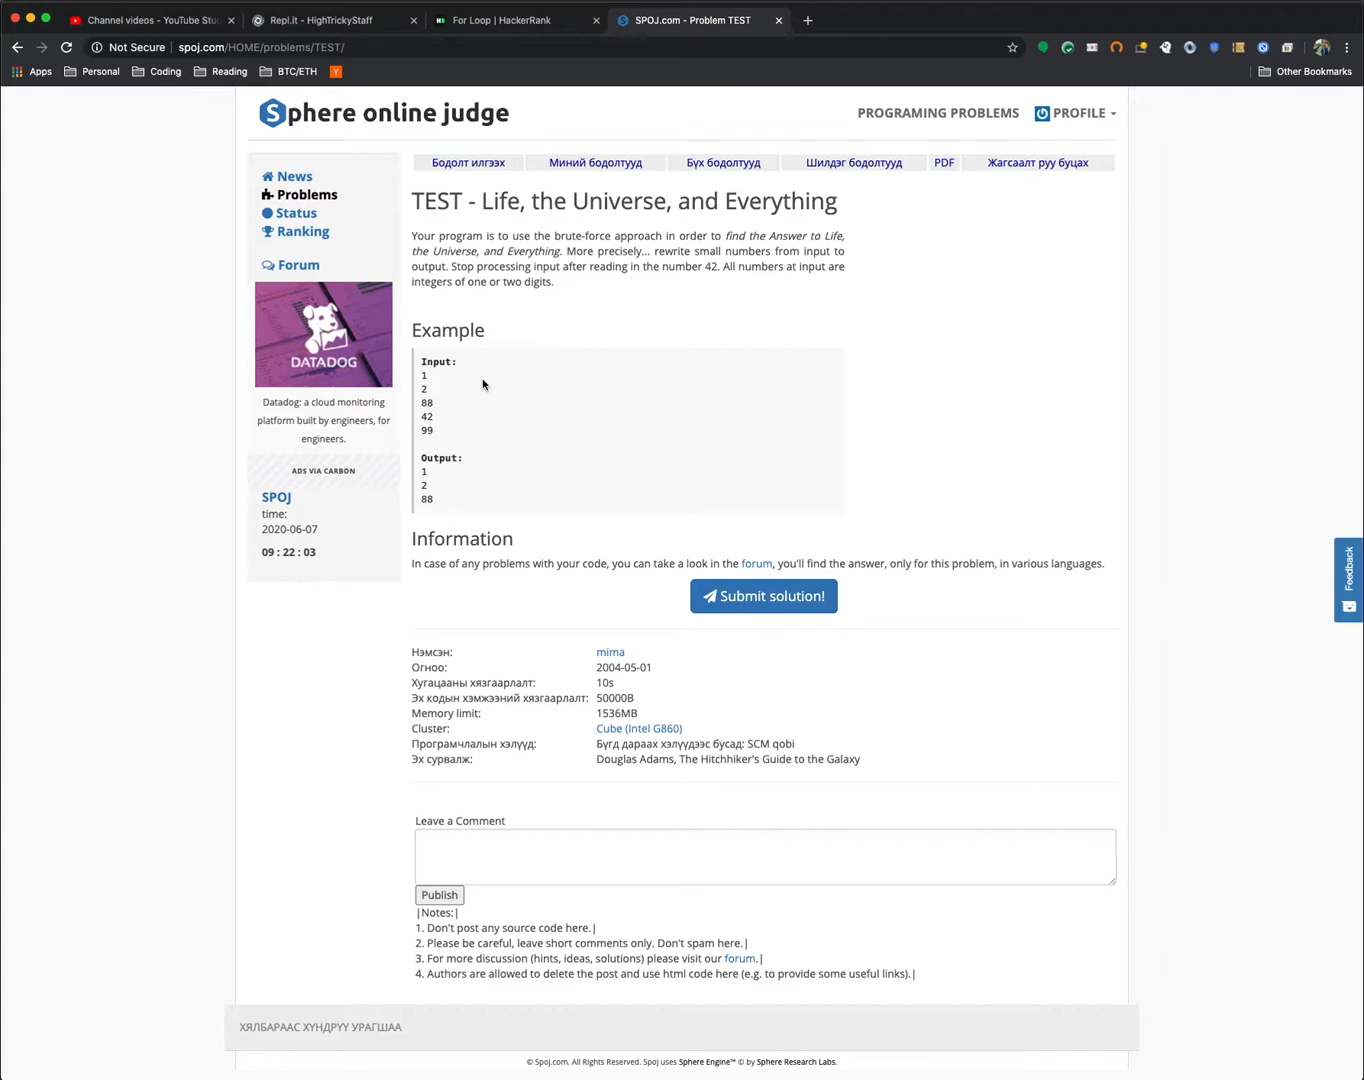 Channel videos - YouTube Stu
Repl.it - HighTrickyStaff
For Loop | HackerRank
SPOJ.com - Problem TEST
Not Secure | spoj.com/HOME/problems/TEST/
Apps
Personal
Coding
Reading
BTC/ETH
Y
Other Bookmarks
Sphere online judge
PROGRAMING PROBLEMS
PROFILE
News
Problems
Status
Ranking
Forum
DATADOG
Datadog: a cloud monitoring
platform built by engineers, for
engineers.
ADS VIA CARBON
SPOJ
time:
2020-06-07
09 : 22 : 03
Бодолт илгээх
Миний бодолтууд
Бүх бодолтууд
Шилдэг бодолтууд
PDF
Жагсаалт руу буцах
TEST - Life, the Universe, and Everything
Your program is to use the brute-force approach in order to find the Answer to Life,
the Universe, and Everything. More precisely... rewrite small numbers from input to
output. Stop processing input after reading in the number 42. All numbers at input are
integers of one or two digits.
Example
Input:
1
2
88
42
99
Output:
1
2
88
Information
In case of any problems with your code, you can take a look in the forum, you'll find the answer, only for this problem, in various languages.
Submit solution!
Нэмсэн: mima
Огноо: 2004-05-01
Хугацааны хязгаарлалт: 10s
Эх кодын хэмжээний хязгаарлалт: 50000B
Memory limit: 1536MB
Cluster: Cube (Intel G860)
Програмчлалын хэлүүд: Бүгд дараах хэлүүдээс бусад: SCM qobi
Эх сурвалж: Douglas Adams, The Hitchhiker's Guide to the Galaxy
Leave a Comment
Publish
|Notes:|
1. Don't post any source code here.|
2. Please be careful, leave short comments only. Don't spam here.|
3. For more discussion (hints, ideas, solutions) please visit our forum.|
4. Authors are allowed to delete the post and use html code here (e.g. to provide some useful links).|
Feedback
ХЯЛБАРААС ХҮНДРҮҮ УРАГШАА
© Spoj.com. All Rights Reserved. Spoj uses Sphere Engine™ © by Sphere Research Labs.